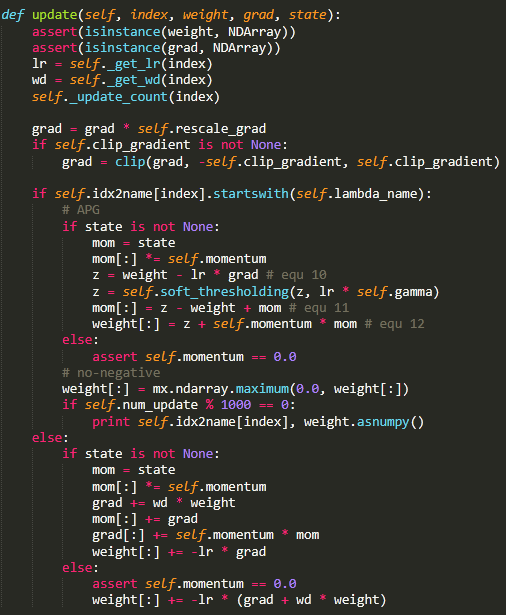 def update(self, index, weight, grad, state):
    assert(isinstance(weight, NDArray))
    assert(isinstance(grad, NDArray))
    lr = self._get_lr(index)
    wd = self._get_wd(index)
    self._update_count(index)

    grad = grad * self.rescale_grad
    if self.clip_gradient is not None:
        grad = clip(grad, -self.clip_gradient, self.clip_gradient)

    if self.idx2name[index].startswith(self.lambda_name):
        # APG
        if state is not None:
            mom = state
            mom[:] *= self.momentum
            z = weight - lr * grad # equ 10
            z = self.soft_thresholding(z, lr * self.gamma)
            mom[:] = z - weight + mom # equ 11
            weight[:] = z + self.momentum * mom # equ 12
        else:
            assert self.momentum == 0.0
        # no-negative
        weight[:] = mx.ndarray.maximum(0.0, weight[:])
        if self.num_update % 1000 == 0:
            print self.idx2name[index], weight.asnumpy()
    else:
        if state is not None:
            mom = state
            mom[:] *= self.momentum
            grad += wd * weight
            mom[:] += grad
            grad[:] += self.momentum * mom
            weight[:] += -lr * grad
        else:
            assert self.momentum == 0.0
            weight[:] += -lr * (grad + wd * weight)